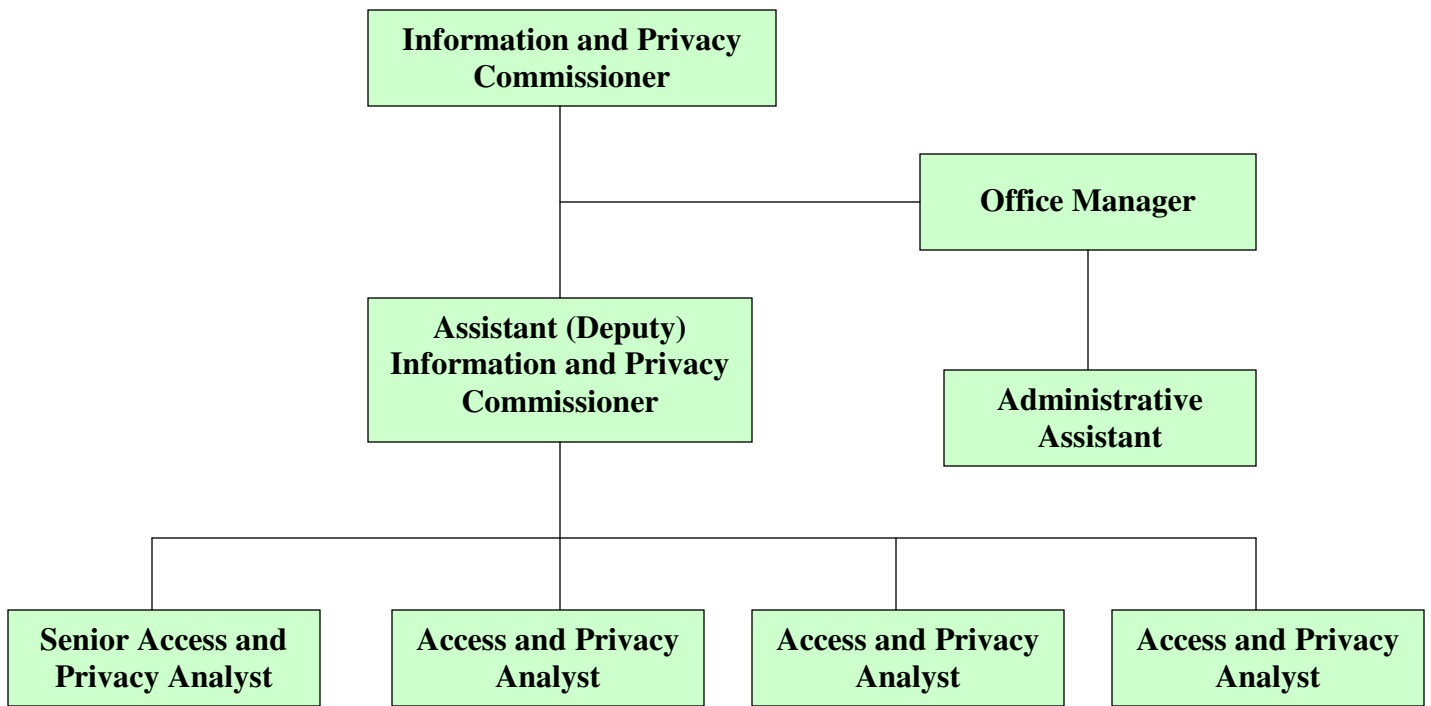 Information and Privacy
Commissioner
Office Manager
Assistant (Deputy)
Information and Privacy
Commissioner
Administrative
Assistant
Senior Access and
Privacy Analyst
Access and Privacy
Analyst
Access and Privacy
Analyst
Access and Privacy
Analyst